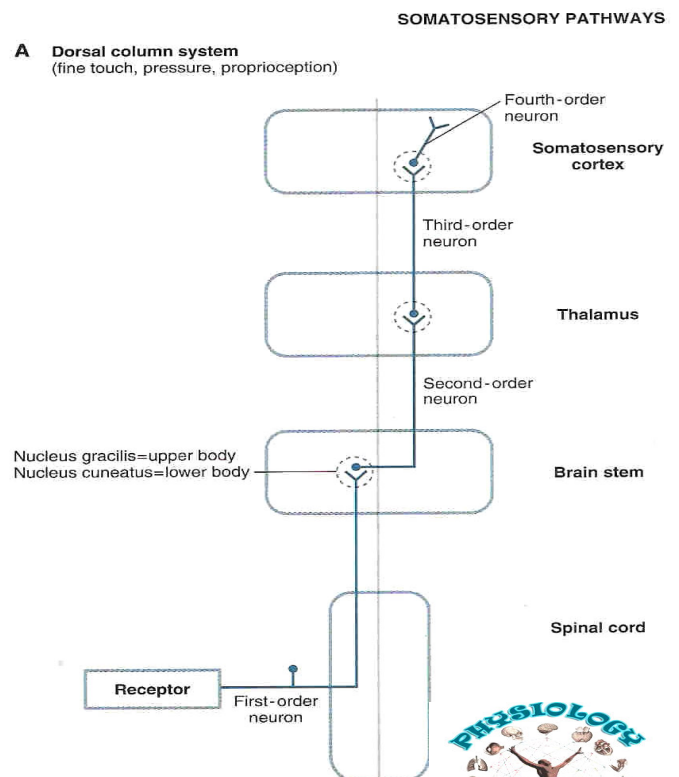 SOMATOSENSORY PATHWAYS
A Dorsal column system
(fine touch, pressure, proprioception)
Fourth-order
neuron
Somatosensory
cortex
Third-order
neuron
Thalamus
Second-order
neuron
Nucleus gracilis=upper body
Nucleus cuneatus=lower body
Brain stem
Spinal cord
Receptor
First-order
neuron
PHYSIOLOGY